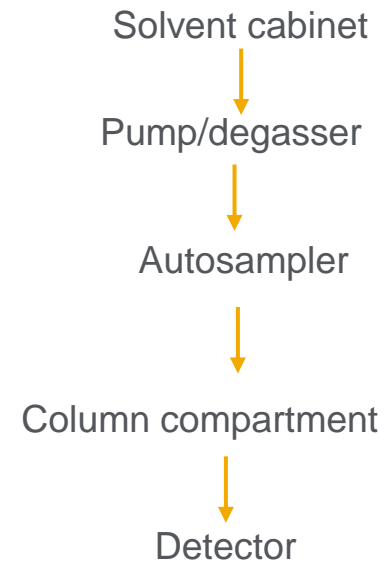 Solvent cabinet
Pump/degasser
Autosampler
Column compartment
Detector